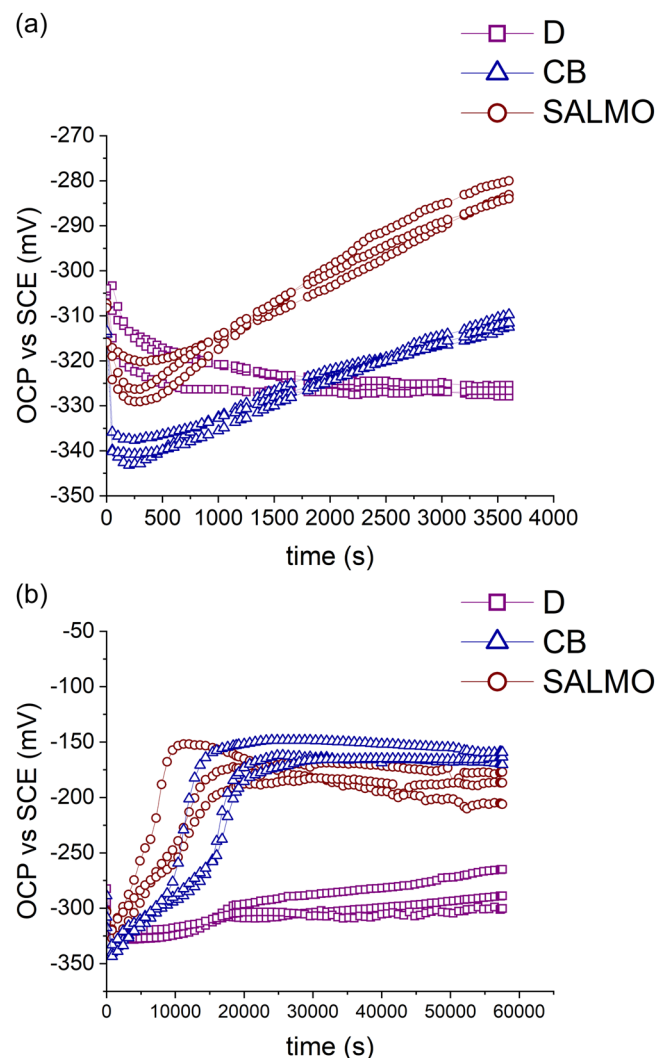 (a)
D
CB
SALMO
-270
-280
-290
-300
-310
-320
-330
-340
-350
OCP vs SCE (mV)
0 500 1000 1500 2000 2500 3000 3500 4000
time (s)
(b)
D
CB
SALMO
-50
-100
-150
-200
-250
-300
-350
OCP vs SCE (mV)
0 10000 20000 30000 40000 50000 60000
time (s)